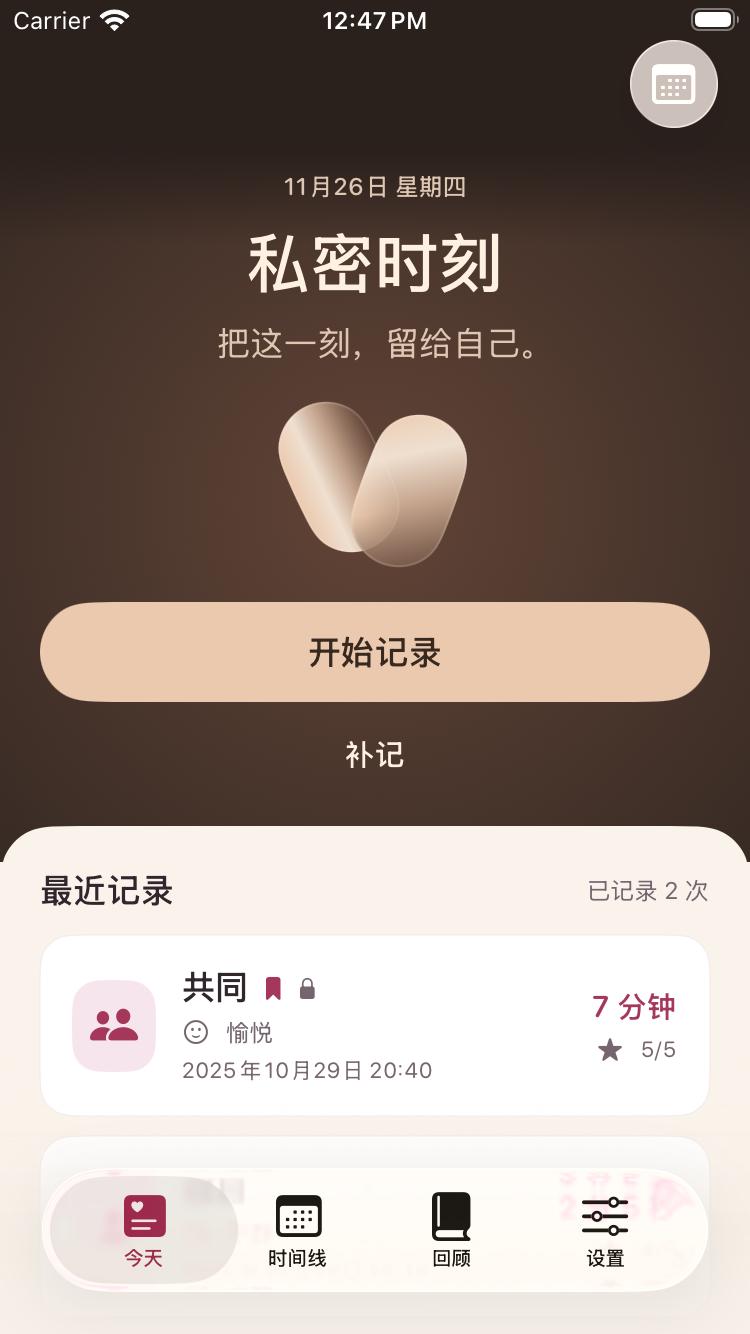 Carrier 12:47 PM
11月26日 星期四
私密时刻
把这一刻，留给自己。
开始记录
补记
最近记录 已记录 2 次
共同
7 分钟
愉悦
5/5
2025年10月29日 20:40
今天 时间线 回顾 设置